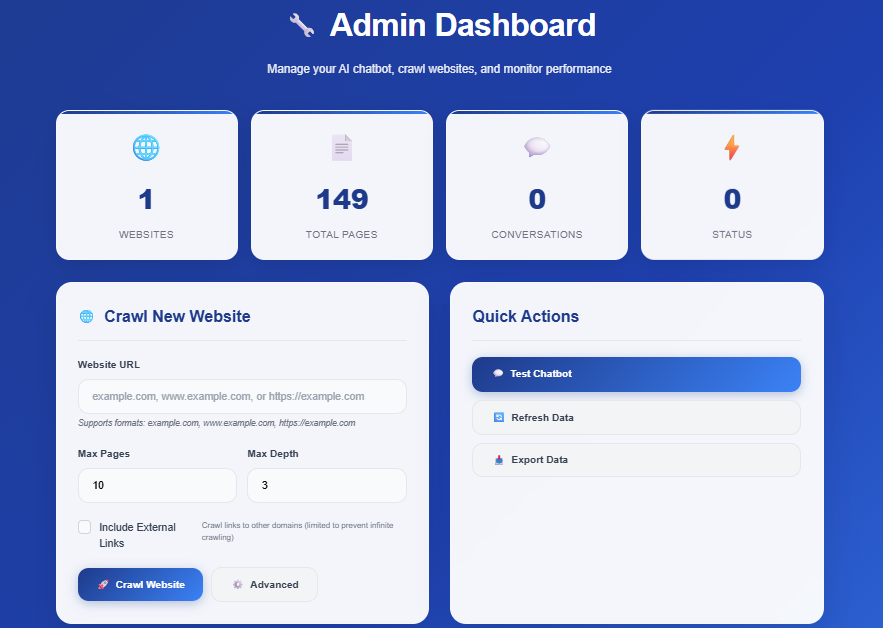 Admin Dashboard
Manage your AI chatbot, crawl websites, and monitor performance
1
WEBSITES
149
TOTAL PAGES
0
CONVERSATIONS
0
STATUS
Crawl New Website
Website URL
example.com, www.example.com, or https://example.com
Supports formats: example.com, www.example.com, https://example.com
Max Pages
Max Depth
10
3
Include External
Links
Crawl links to other domains (limited to prevent infinite
crawling)
Crawl Website
Advanced
Quick Actions
Test Chatbot
Refresh Data
Export Data